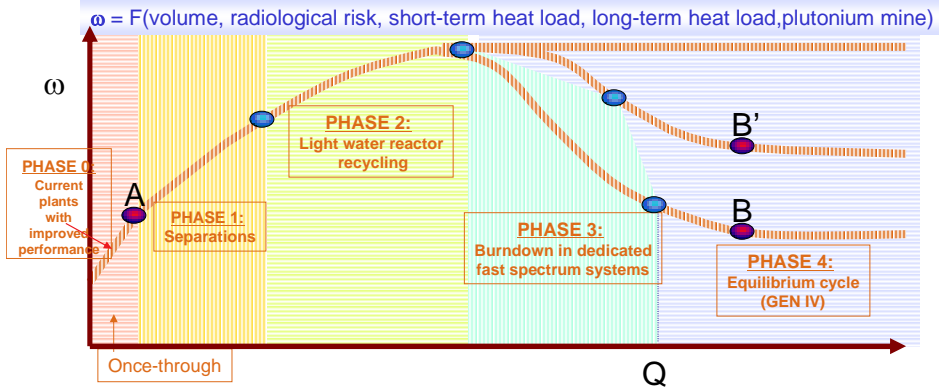 ω = F(volume, radiological risk, short-term heat load, long-term heat load,plutonium mine)
ω
PHASE 0:
Current
plants
with
improved
performance
A
PHASE 1:
Separations
PHASE 2:
Light water reactor
recycling
B'
B
PHASE 3:
Burndown in dedicated
fast spectrum systems
PHASE 4:
Equilibrium cycle
(GEN IV)
Once-through
Q